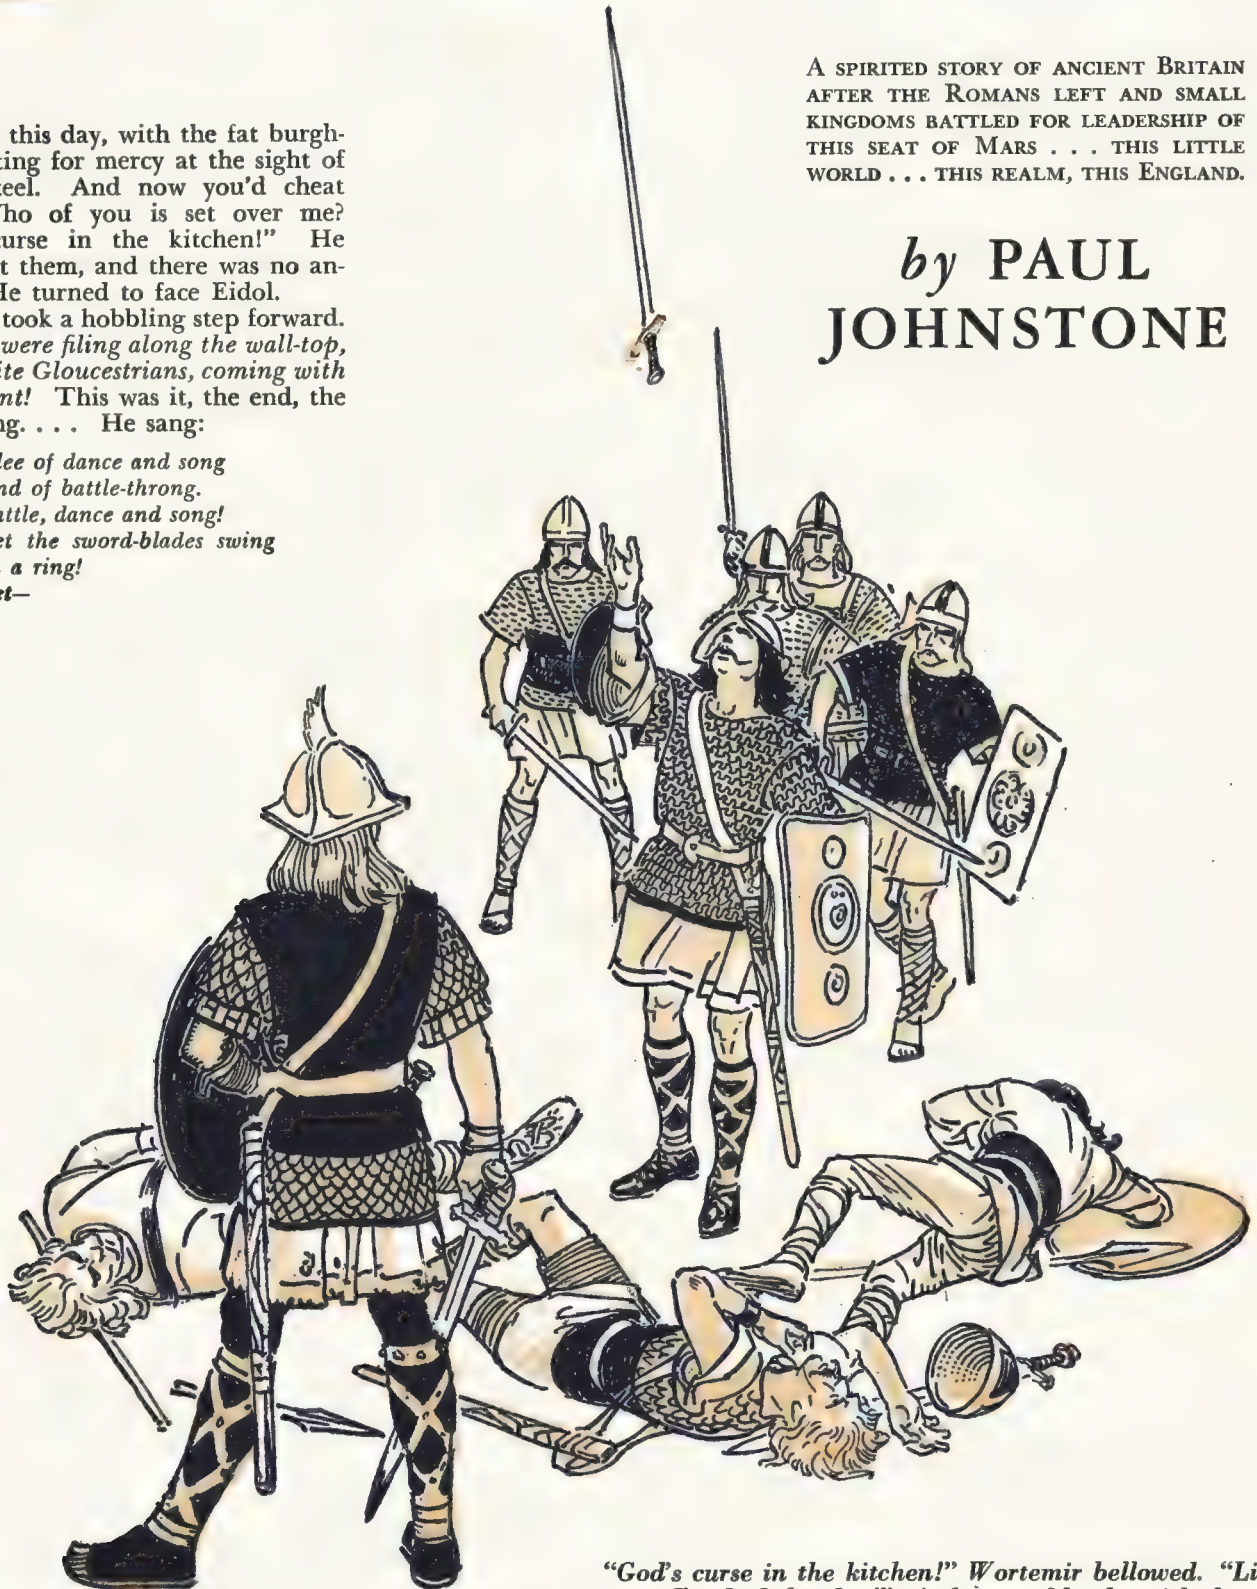 this day, with the fat burgh-
ing for mercy at the sight of
eel. And now you'd cheat
ho of you is set over me?
urse in the kitchen!" He
t them, and there was no an-
He turned to face Eidol.
took a hobbling step forward.
were filing along the wall-top,
ite Gloucestrians, coming with
nt! This was it, the end, the
ng. . . . He sang:
lee of dance and song
nd of battle-throng.
attle, dance and song!
et the sword-blades swing
a ring!
et—
A SPIRITED STORY OF ANCIENT BRITAIN
AFTER THE ROMANS LEFT AND SMALL
KINGDOMS BATTLED FOR LEADERSHIP OF
THIS SEAT OF MARS . . . THIS LITTLE
WORLD . . . THIS REALM, THIS ENGLAND.
by PAUL
JOHNSTONE
"God's curse in the kitchen!" Wortemir bellowed. "Li